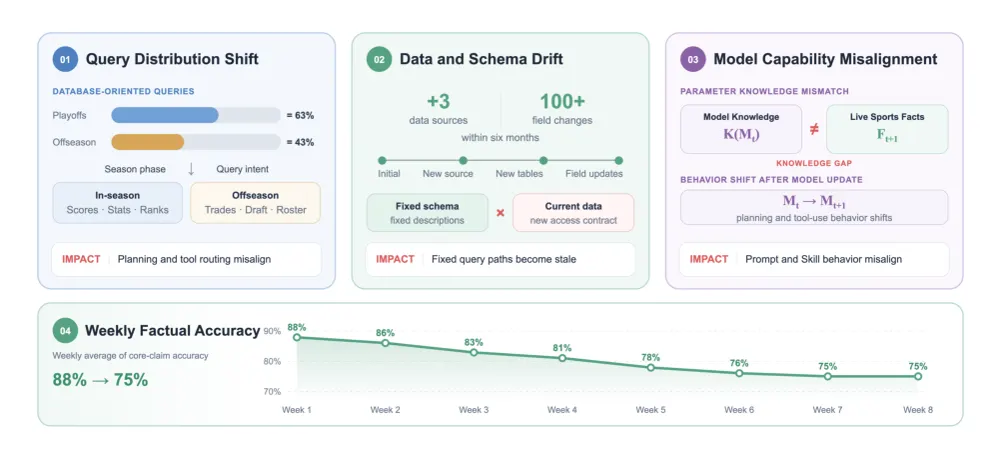 01 Query Distribution Shift
DATABASE-ORIENTED QUERIES
Playoffs = 63%
Offseason = 43%
Season phase ↓ Query intent
In-season
Scores · Stats · Ranks
Offseason
Trades · Draft · Roster
IMPACT Planning and tool routing misalign
02 Data and Schema Drift
+3
data sources
100+
field changes
within six months
Initial New source New tables Field updates
Fixed schema
fixed descriptions
×
Current data
new access contract
IMPACT Fixed query paths become stale
03 Model Capability Misalignment
PARAMETER KNOWLEDGE MISMATCH
Model Knowledge
K(Mt)
≠
Live Sports Facts
Ft+1
KNOWLEDGE GAP
BEHAVIOR SHIFT AFTER MODEL UPDATE
Mt → Mt+1
planning and tool-use behavior shifts
IMPACT Prompt and Skill behavior misalign
04 Weekly Factual Accuracy
Weekly average of core-claim accuracy
88% → 75%
90%
80%
70%
88% 86% 83% 81% 78% 76% 75% 75%
Week 1 Week 2 Week 3 Week 4 Week 5 Week 6 Week 7 Week 8